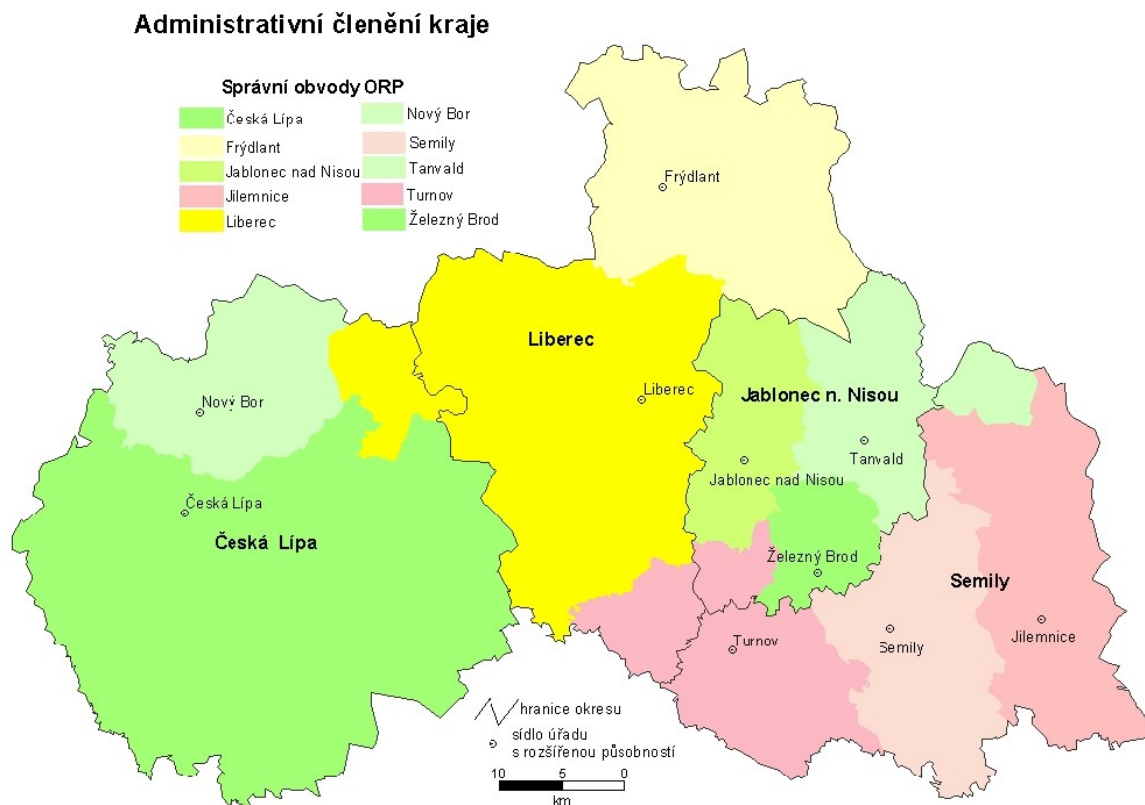 Administrativní členění kraje
Správní obvody ORP
Česká Lípa
Frýdlant
Jablonec nad Nisou
Jilemnice
Liberec
Nový Bor
Semily
Tanvald
Turnov
Železný Brod
Frýdlant
Liberec
Liberec
Jablonec n. Nisou
Nový Bor
Tanvald
Jablonec nad Nisou
Česká Lípa
Česká Lípa
Železný Brod
Semily
Turnov
Semily
Jilemnice
hranice okresu
sídlo úřadu
s rozšířenou působností
10 5 0
km